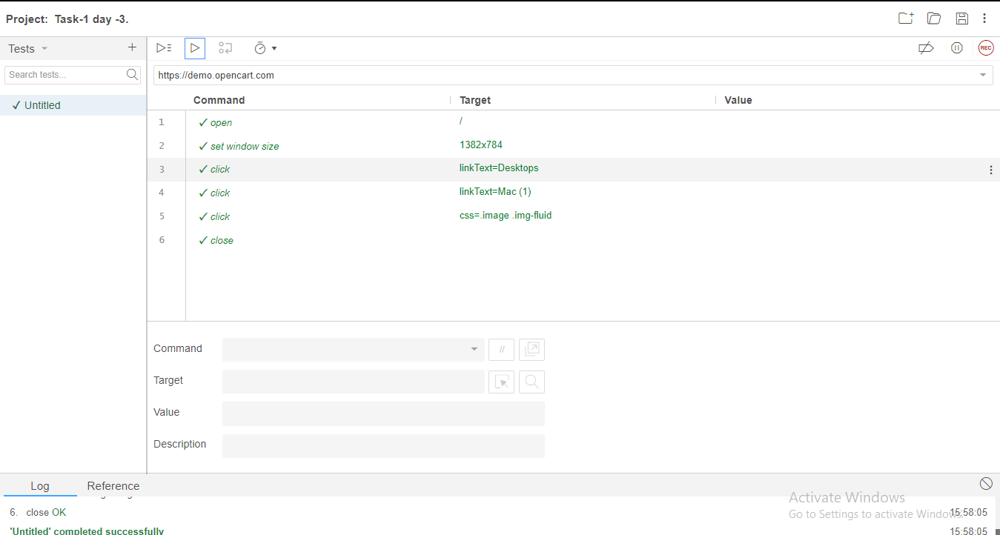 Project: Task-1 day -3.
Tests
+
Search tests...
✓ Untitled
REC
https://demo.opencart.com
Command Target Value
1 ✓ open /
2 ✓ set window size 1382x784
3 ✓ click linkText=Desktops
4 ✓ click linkText=Mac (1)
5 ✓ click css=.image .img-fluid
6 ✓ close
Command //
Target
Value
Description
Log Reference
Activate Windows
6. close OK 15:58:05
Go to Settings to activate Windows.
'Untitled' completed successfully 15:58:05